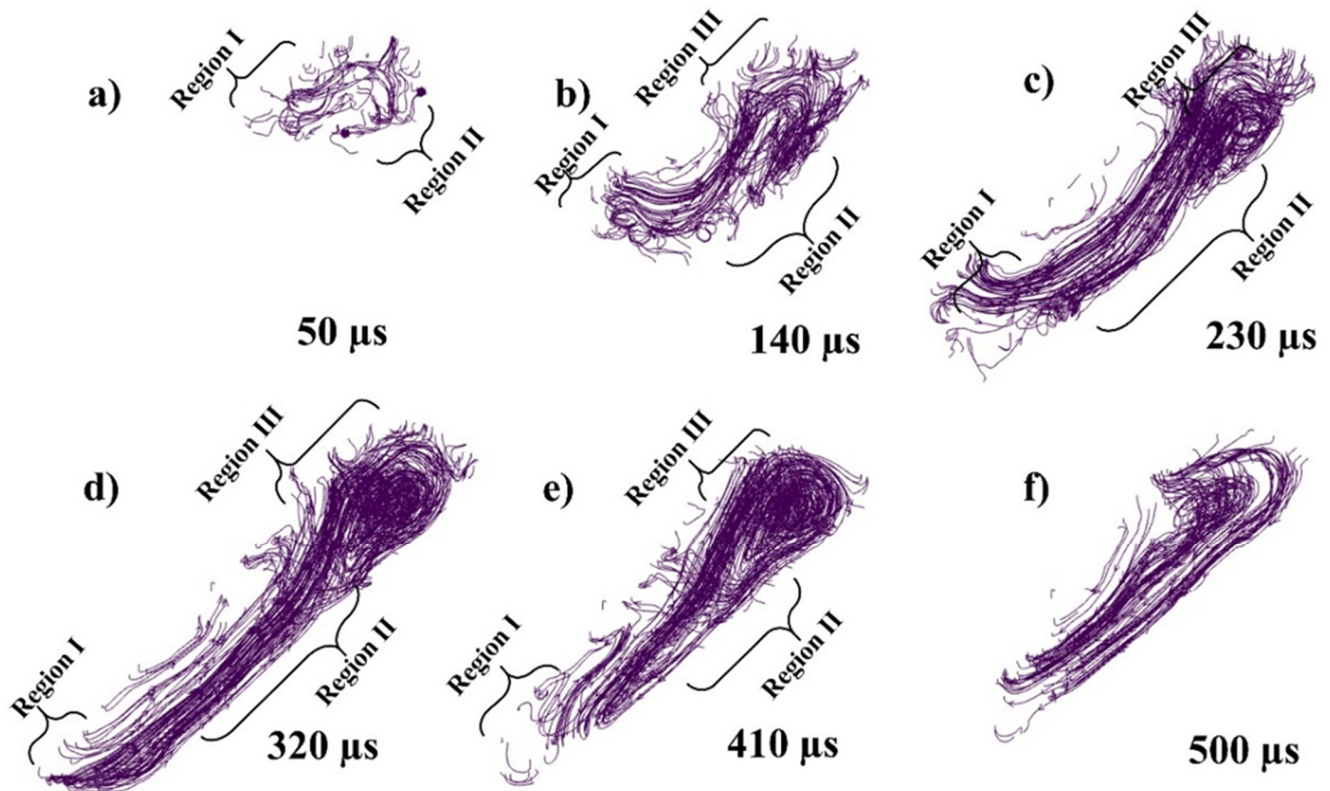 a)
Region I
Region II
50 μs
b)
Region III
Region I
Region II
140 μs
c)
Region III
Region I
Region II
230 μs
d)
Region III
Region I
Region II
320 μs
e)
Region III
Region I
Region II
410 μs
f)
500 μs